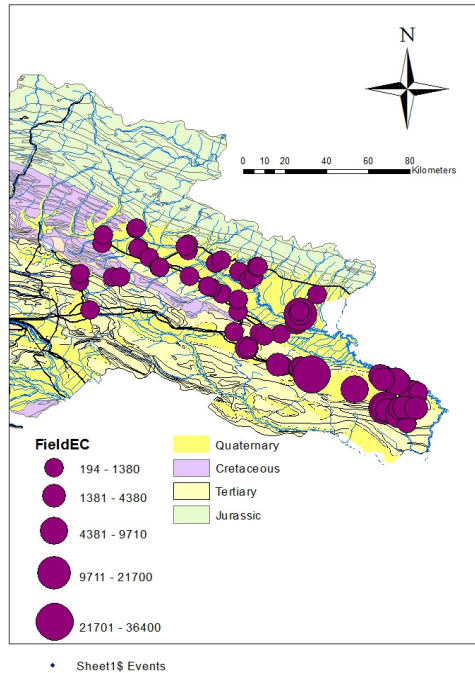 N
0 10 20 40 60 80
Kilometers
FieldEC
194 - 1380
1381 - 4380
4381 - 9710
9711 - 21700
21701 - 36400
Quaternary
Cretaceous
Tertiary
Jurassic
Sheet1$ Events